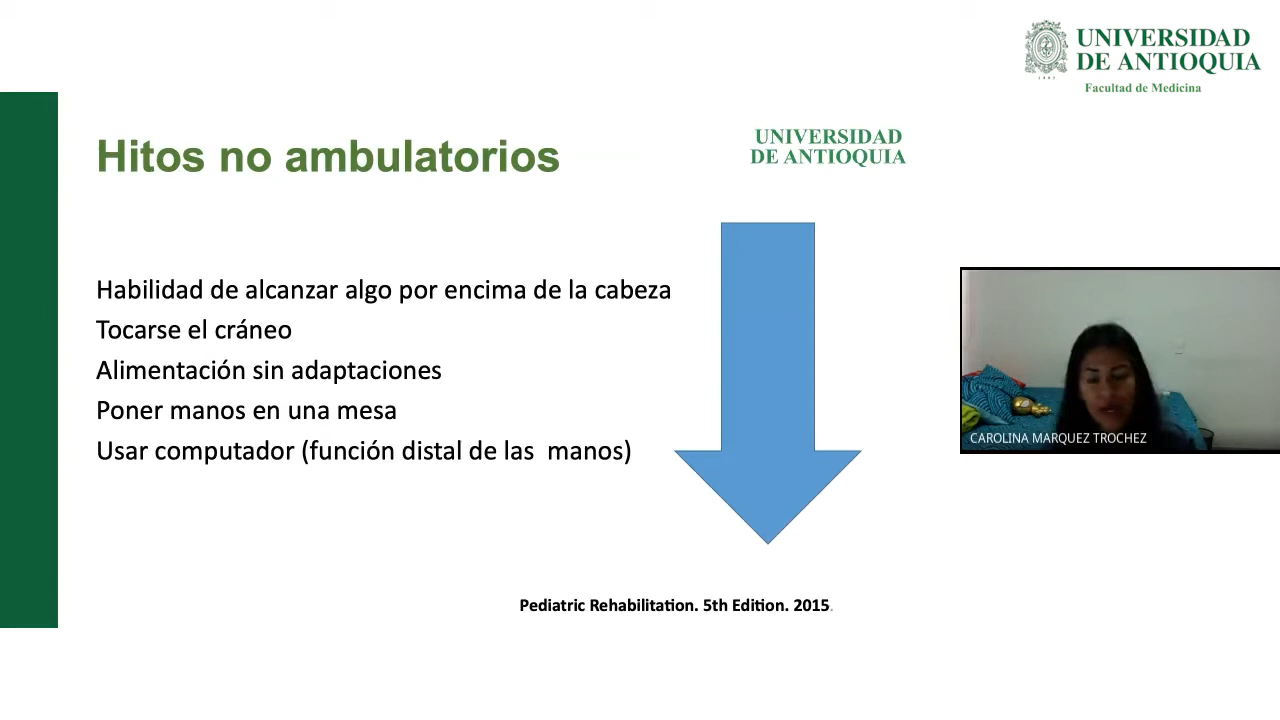 UNIVERSIDAD
DE ANTIOQUIA
Facultad de Medicina
Hitos no ambulatorios
UNIVERSIDAD
DE ANTIOQUIA
Habilidad de alcanzar algo por encima de la cabeza
Tocarse el cráneo
Alimentación sin adaptaciones
Poner manos en una mesa
Usar computador (función distal de las  manos)
CAROLINA MARQUEZ TROCHEZ
Pediatric Rehabilitation. 5th Edition. 2015.